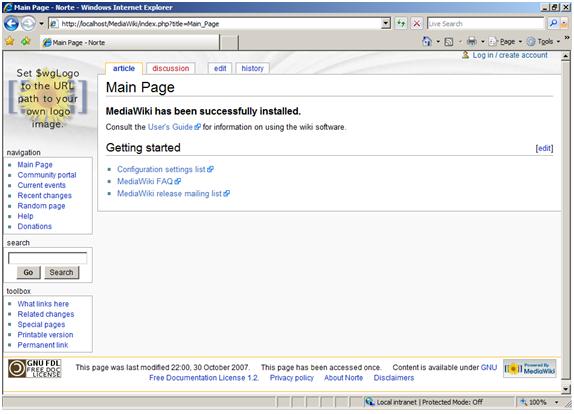 Main Page - Norte - Windows Internet Explorer
http://localhost/MediaWiki/index.php?title=Main_Page
Live Search
Main Page - Norte
Page
Tools
Log in / create account
Set $wgLogo
to the URL
path to your
own logo
image.
article
discussion
edit
history
Main Page
MediaWiki has been successfully installed.
Consult the User's Guide for information on using the wiki software.
Getting started
[edit]
Configuration settings list
MediaWiki FAQ
MediaWiki release mailing list
navigation
Main Page
Community portal
Current events
Recent changes
Random page
Help
Donations
search
Go
Search
toolbox
What links here
Related changes
Special pages
Printable version
Permanent link
GNU FDL
FREE DOC
LICENSE
This page was last modified 22:00, 30 October 2007. This page has been accessed once. Content is available under GNU
Free Documentation License 1.2. Privacy policy About Norte Disclaimers
Powered By
MediaWiki
Local intranet | Protected Mode: Off
100%